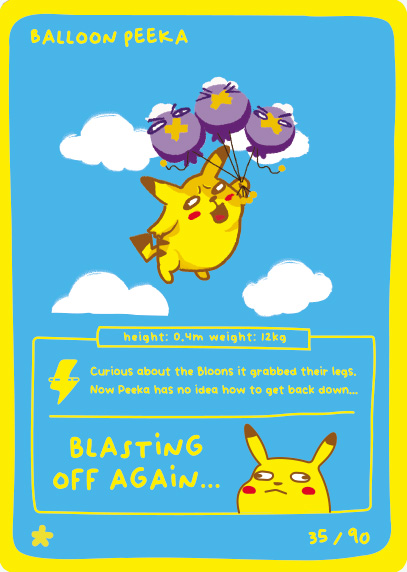 BALLOON PEEKA
height: 0.4m weight: 12kg
Curious about the Bloons it grabbed their legs.
Now Peeka has no idea how to get back down...
BLASTING
OFF AGAIN...
35 / 90